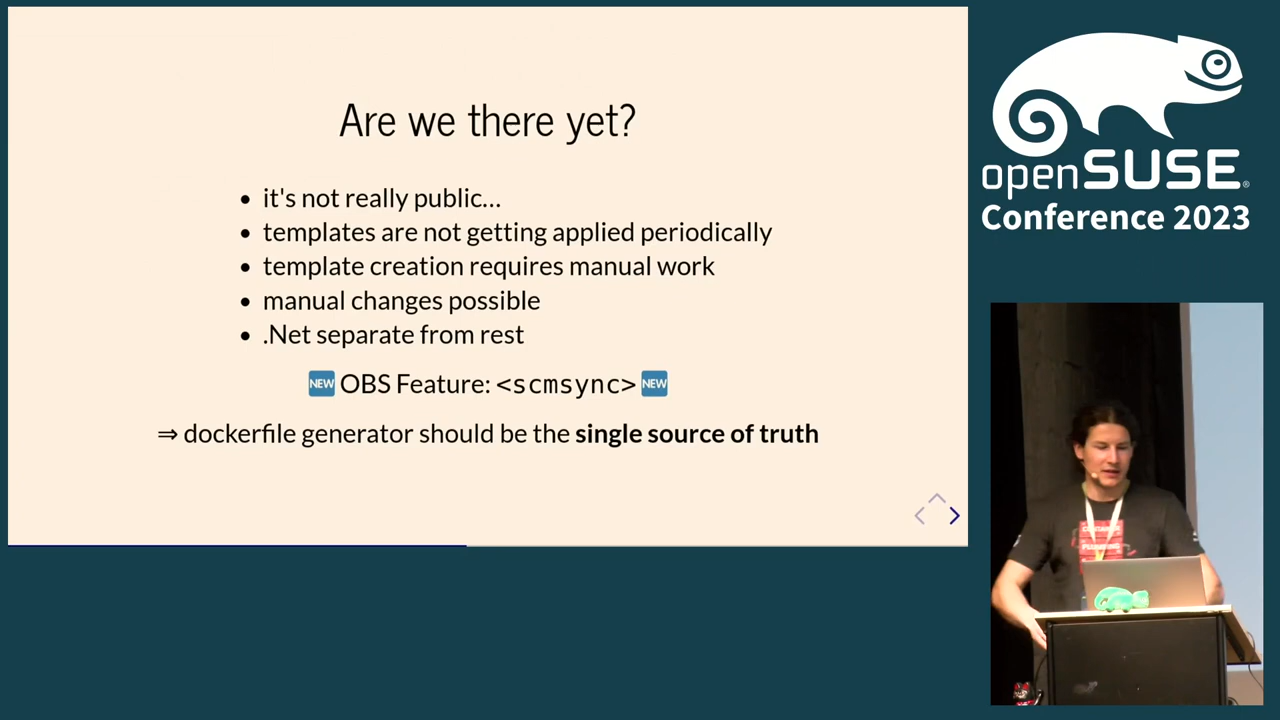 Are we there yet?
it's not really public...
templates are not getting applied periodically
template creation requires manual work
manual changes possible
.Net separate from rest
NEW OBS Feature: <scmsync> NEW
⇒ dockerfile generator should be the single source of truth
openSUSE®
Conference 2023